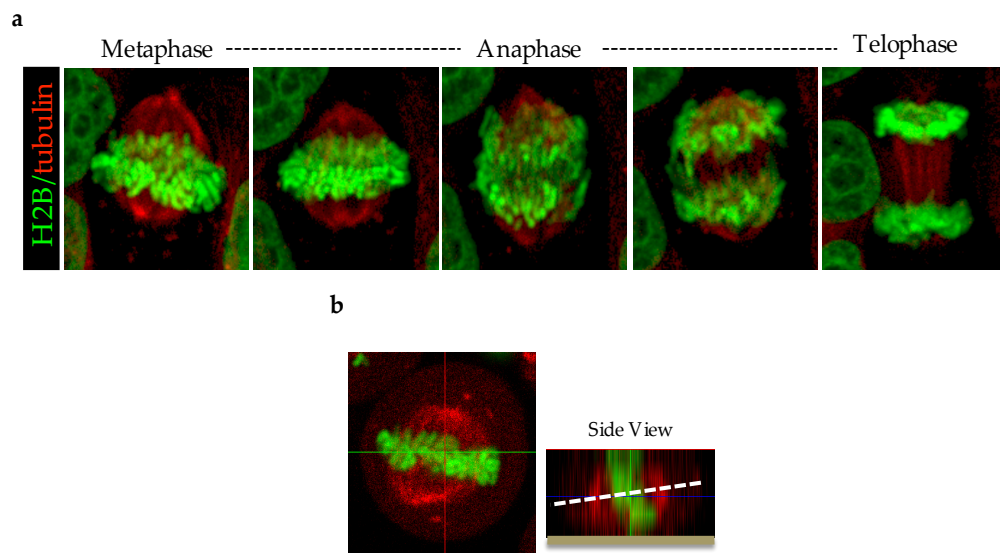 a
Metaphase
Anaphase
Telophase
H2B/tubulin
b
Side View